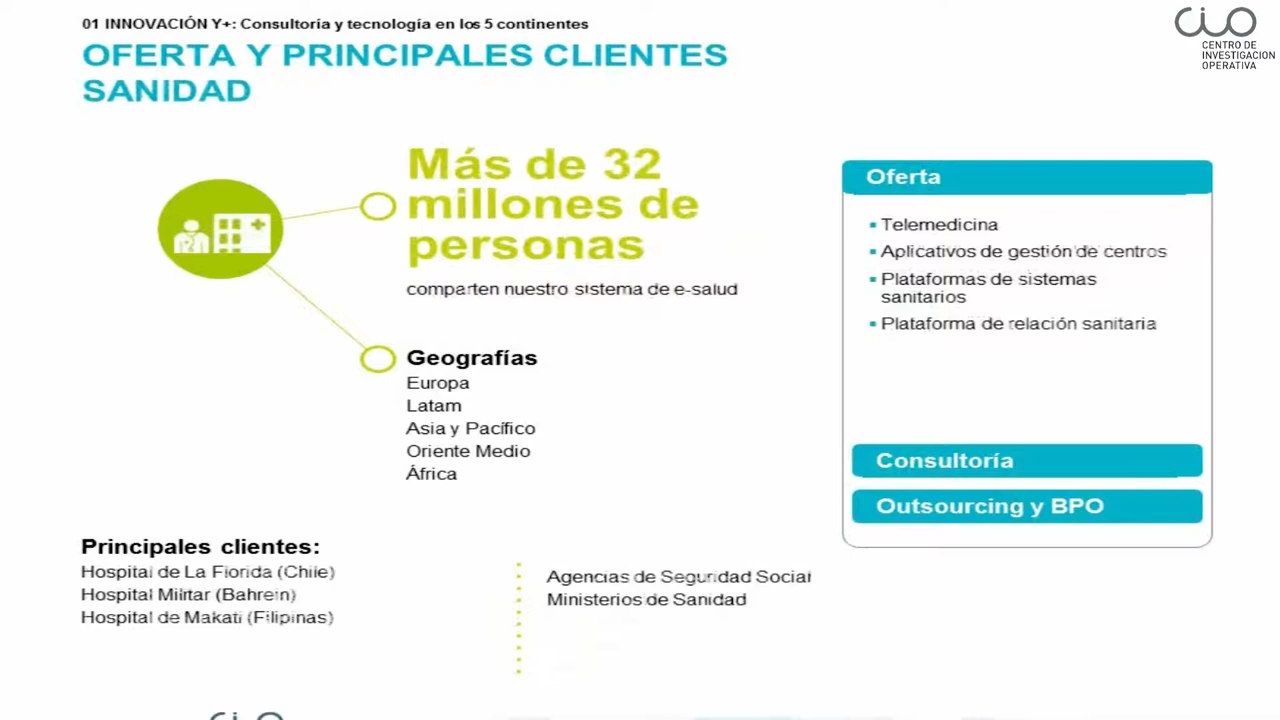 01 INNOVACIÓN Y+: Consultoría y tecnología en los 5 continentes
OFERTA Y PRINCIPALES CLIENTES
SANIDAD
CIO
CENTRO DE
INVESTIGACION
OPERATIVA
Más de 32
millones de
personas
comparten nuestro sistema de e-salud
Geografías
Europa
Latam
Asia y Pacífico
Oriente Medio
África
Oferta
Telemedicina
Aplicativos de gestión de centros
Plataformas de sistemas
sanitarios
Plataforma de relación sanitaria
Consultoría
Outsourcing y BPO
Principales clientes:
Hospital de La Florida (Chile)
Hospital Militar (Bahrein)
Hospital de Makati (Filipinas)
Agencias de Seguridad Social
Ministerios de Sanidad